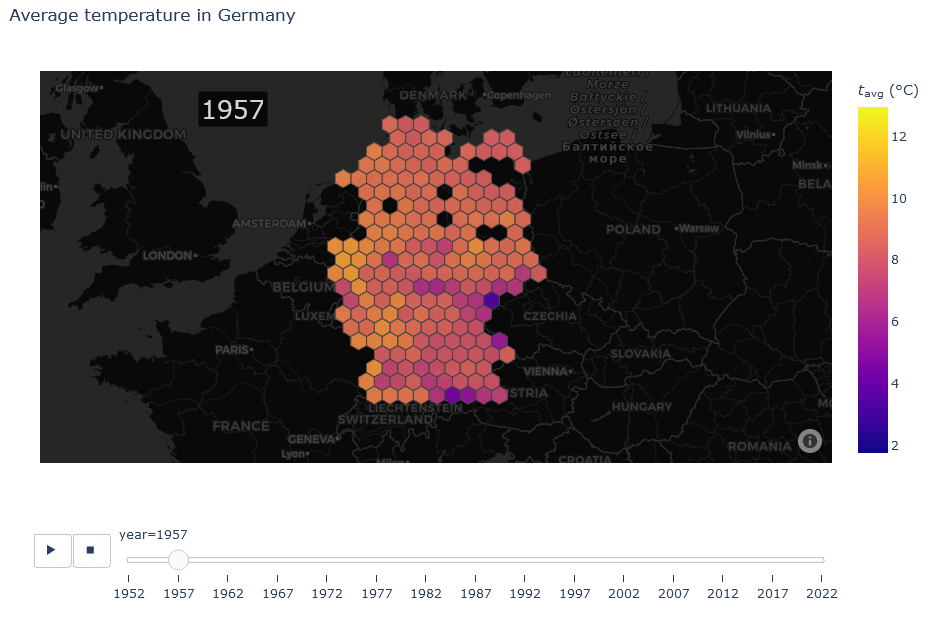 Average temperature in Germany
Glasgow
UNITED KINGDOM
1957
DENMARK
Copenhagen
Morze
Bałtyckie /
Östersjön /
Østersøen /
Ostsee /
Балтийское
море
LITHUANIA
Vilnius
Minsk
BELA
lin
AMSTERDAM
LONDON
BELGIUM
LUXEM
PARIS
POLAND
Warsaw
CZECHIA
SLOVAKIA
VIENNA
STRIA
HUNGARY
LIECHTENSTEIN
SWITZERLAND
FRANCE
GENEVA
Lyon
CROATIA
ROMANIA
tavg (°C)
12
10
8
6
4
2
year=1957
1952 1957 1962 1967 1972 1977 1982 1987 1992 1997 2002 2007 2012 2017 2022